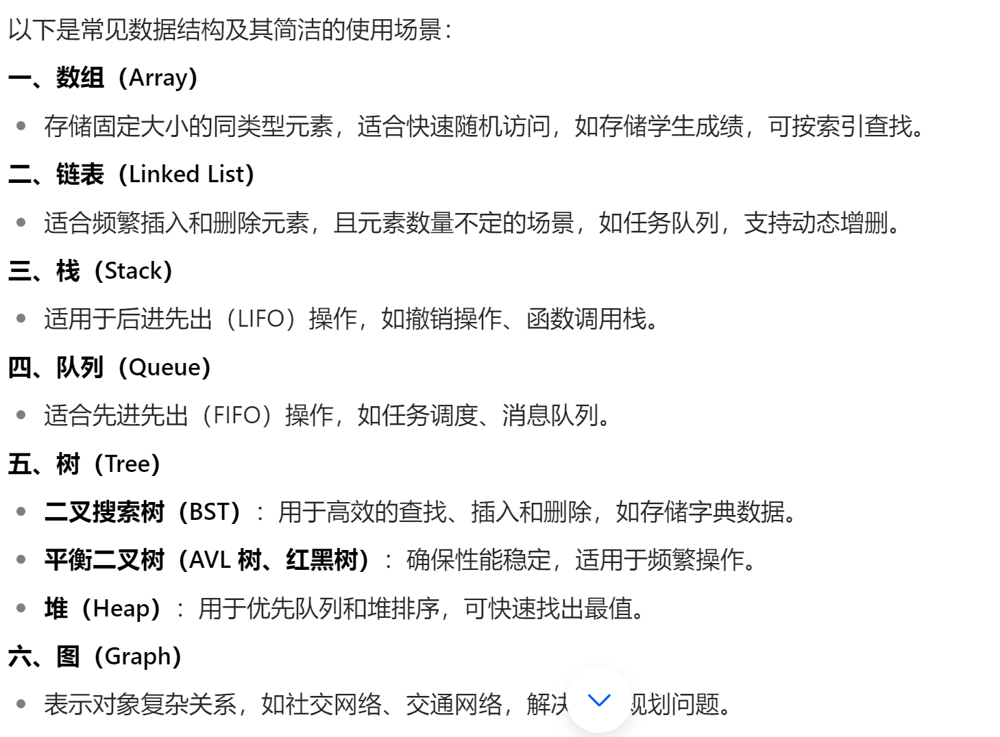 以下是常见数据结构及其简洁的使用场景：
一、数组（Array）
存储固定大小的同类型元素，适合快速随机访问，如存储学生成绩，可按索引查找。
二、链表（Linked List）
适合频繁插入和删除元素，且元素数量不定的场景，如任务队列，支持动态增删。
三、栈（Stack）
适用于后进先出（LIFO）操作，如撤销操作、函数调用栈。
四、队列（Queue）
适合先进先出（FIFO）操作，如任务调度、消息队列。
五、树（Tree）
二叉搜索树（BST）：用于高效的查找、插入和删除，如存储字典数据。
平衡二叉树（AVL 树、红黑树）：确保性能稳定，适用于频繁操作。
堆（Heap）：用于优先队列和堆排序，可快速找出最值。
六、图（Graph）
表示对象复杂关系，如社交网络、交通网络，解决规划问题。